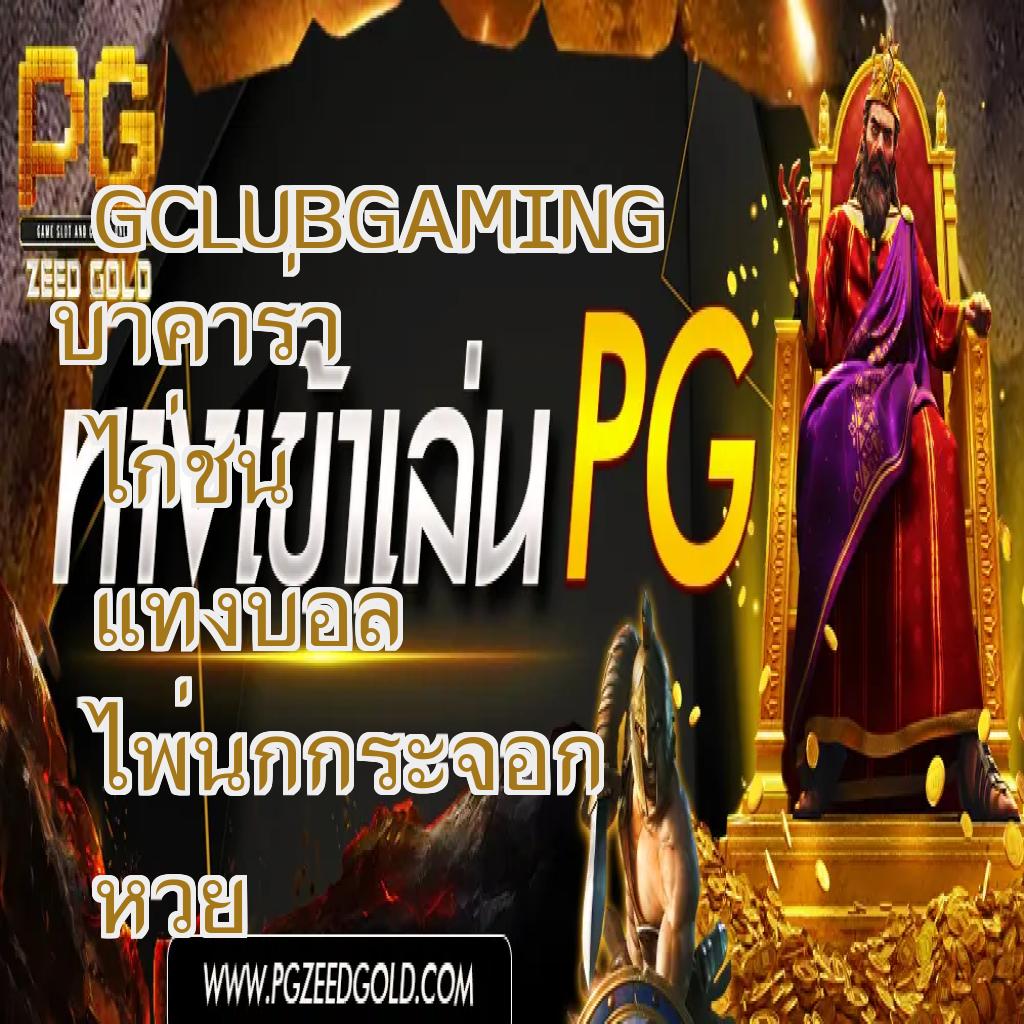 PG
GAME SLOT AND
ZEED GOLD
GCLUBGAMING
บาคาร่า
ทางเข้าเล่น PG
ไก่ชน
แทงบอล
ไพ่นกกระจอก
หวย
WWW.PGZEEDGOLD.COM